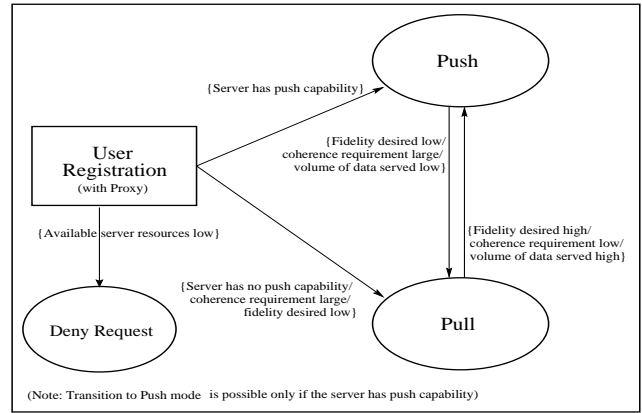 Push
{Server has push capability}
User
Registration
(with Proxy)
{Fidelity desired low/
coherence requirement large/
volume of data served low}
{Available server resources low}
{Fidelity desired high/
coherence requirement low/
volume of data served high}
{Server has no push capability/
coherence requirement large/
fidelity desired low}
Deny Request
Pull
(Note: Transition to Push mode is possible only if the server has push capability)